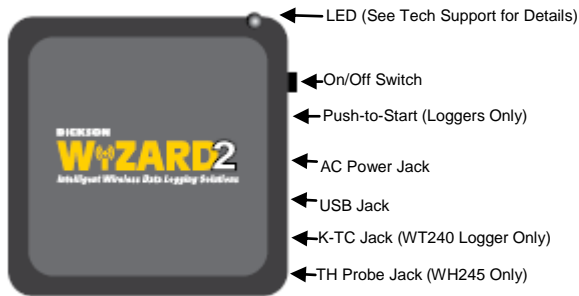 LED (See Tech Support for Details)
On/Off Switch
Push-to-Start (Loggers Only)
DICKSON
WiZARD2
Intelligent Wireless Data Logging Solutions
AC Power Jack
USB Jack
K-TC Jack (WT240 Logger Only)
TH Probe Jack (WH245 Only)